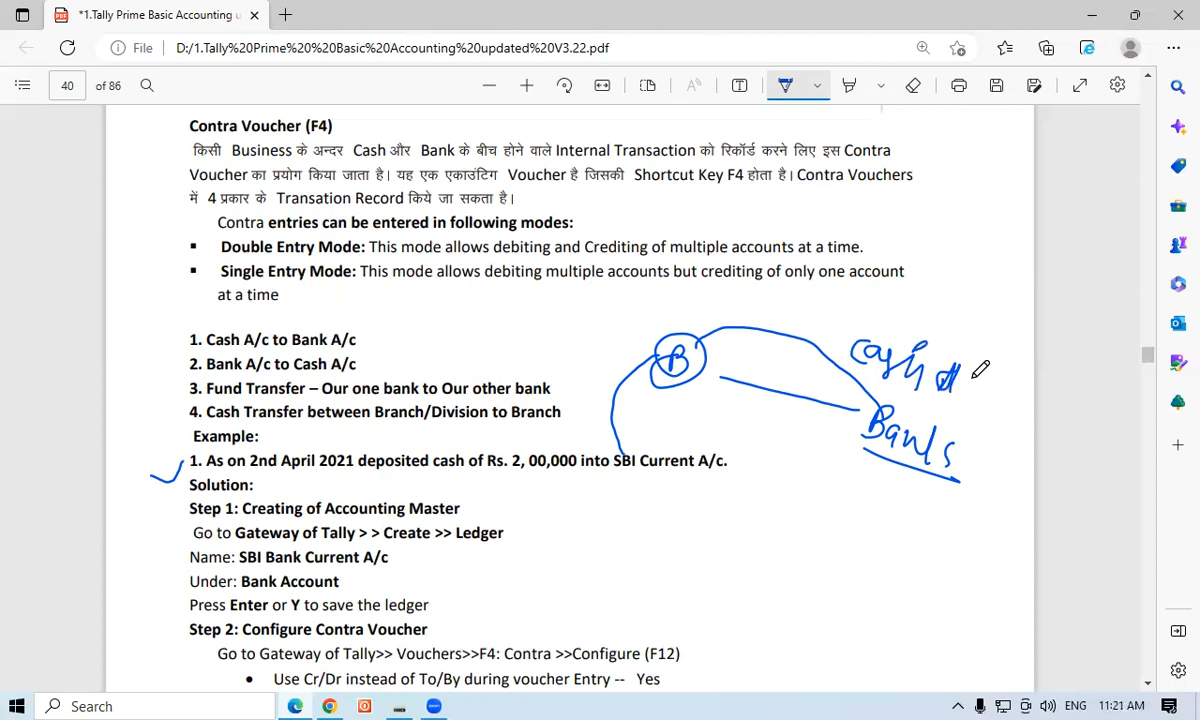 *1.Tally Prime Basic Accounting u
File
D:/1.Tally%20Prime%20%20Basic%20Accounting%20updated%20V3.22.pdf
40 of 86
Contra Voucher (F4)
किसी Business के अन्दर Cash और Bank के बीच होने वाले Internal Transaction को रिकॉर्ड करने लिए इस Contra
Voucher का प्रयोग किया जाता है। यह एक एकाउंटिग Voucher है जिसकी Shortcut Key F4 होता है। Contra Vouchers
में 4 प्रकार के Transation Record किये जा सकता है।
Contra entries can be entered in following modes:
▪ Double Entry Mode: This mode allows debiting and Crediting of multiple accounts at a time.
▪ Single Entry Mode: This mode allows debiting multiple accounts but crediting of only one account
at a time
1. Cash A/c to Bank A/c
2. Bank A/c to Cash A/c
3. Fund Transfer – Our one bank to Our other bank
4. Cash Transfer between Branch/Division to Branch
B
Cash
Bank
Example:
1. As on 2nd April 2021 deposited cash of Rs. 2, 00,000 into SBI Current A/c.
Solution:
Step 1: Creating of Accounting Master
Go to Gateway of Tally > > Create >> Ledger
Name: SBI Bank Current A/c
Under: Bank Account
Press Enter or Y to save the ledger
Step 2: Configure Contra Voucher
Go to Gateway of Tally>> Vouchers>>F4: Contra >>Configure (F12)
• Use Cr/Dr instead of To/By during voucher Entry -- Yes
Search
ENG
11:21 AM